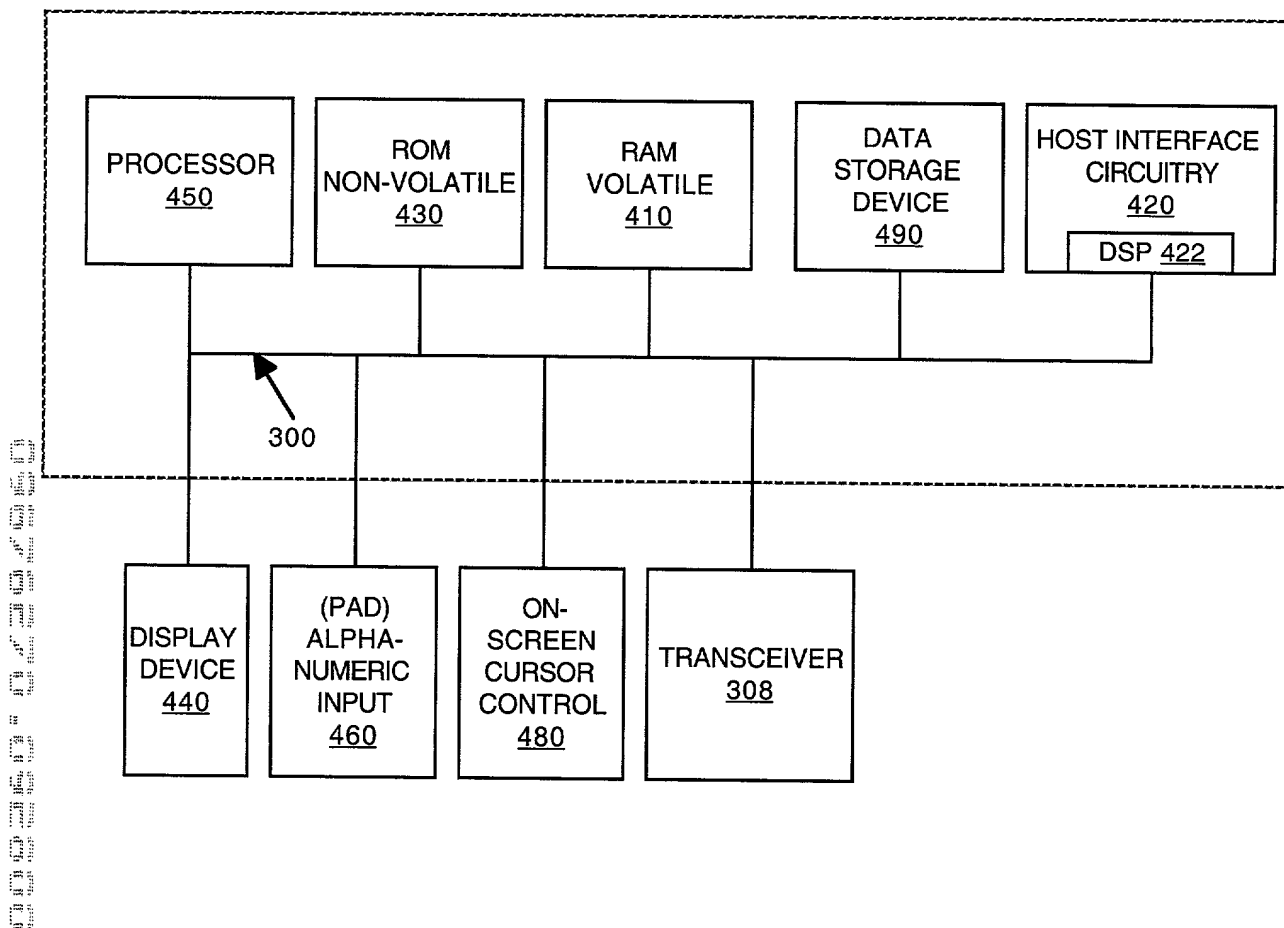 PROCESSOR
450
ROM
NON-VOLATILE
430
RAM
VOLATILE
410
DATA
STORAGE
DEVICE
490
HOST INTERFACE
CIRCUITRY
420
DSP 422
300
DISPLAY
DEVICE
440
(PAD)
ALPHA-
NUMERIC
INPUT
460
ON-
SCREEN
CURSOR
CONTROL
480
TRANSCEIVER
308